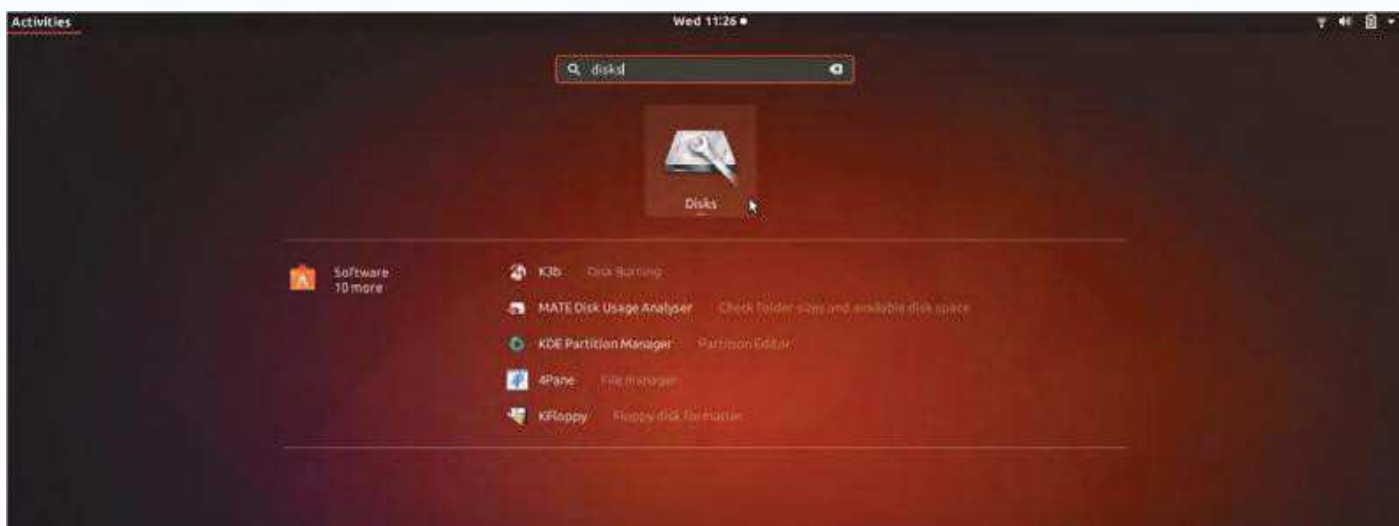 Activities
Wed 11:26
disks
Disks
Software
10 more
K3b Disk Burning
MATE Disk Usage Analyser Check folder sizes and available disk space
KDE Partition Manager Partition Editor
4Pane File manager
KFloppy Floppy disk formatter